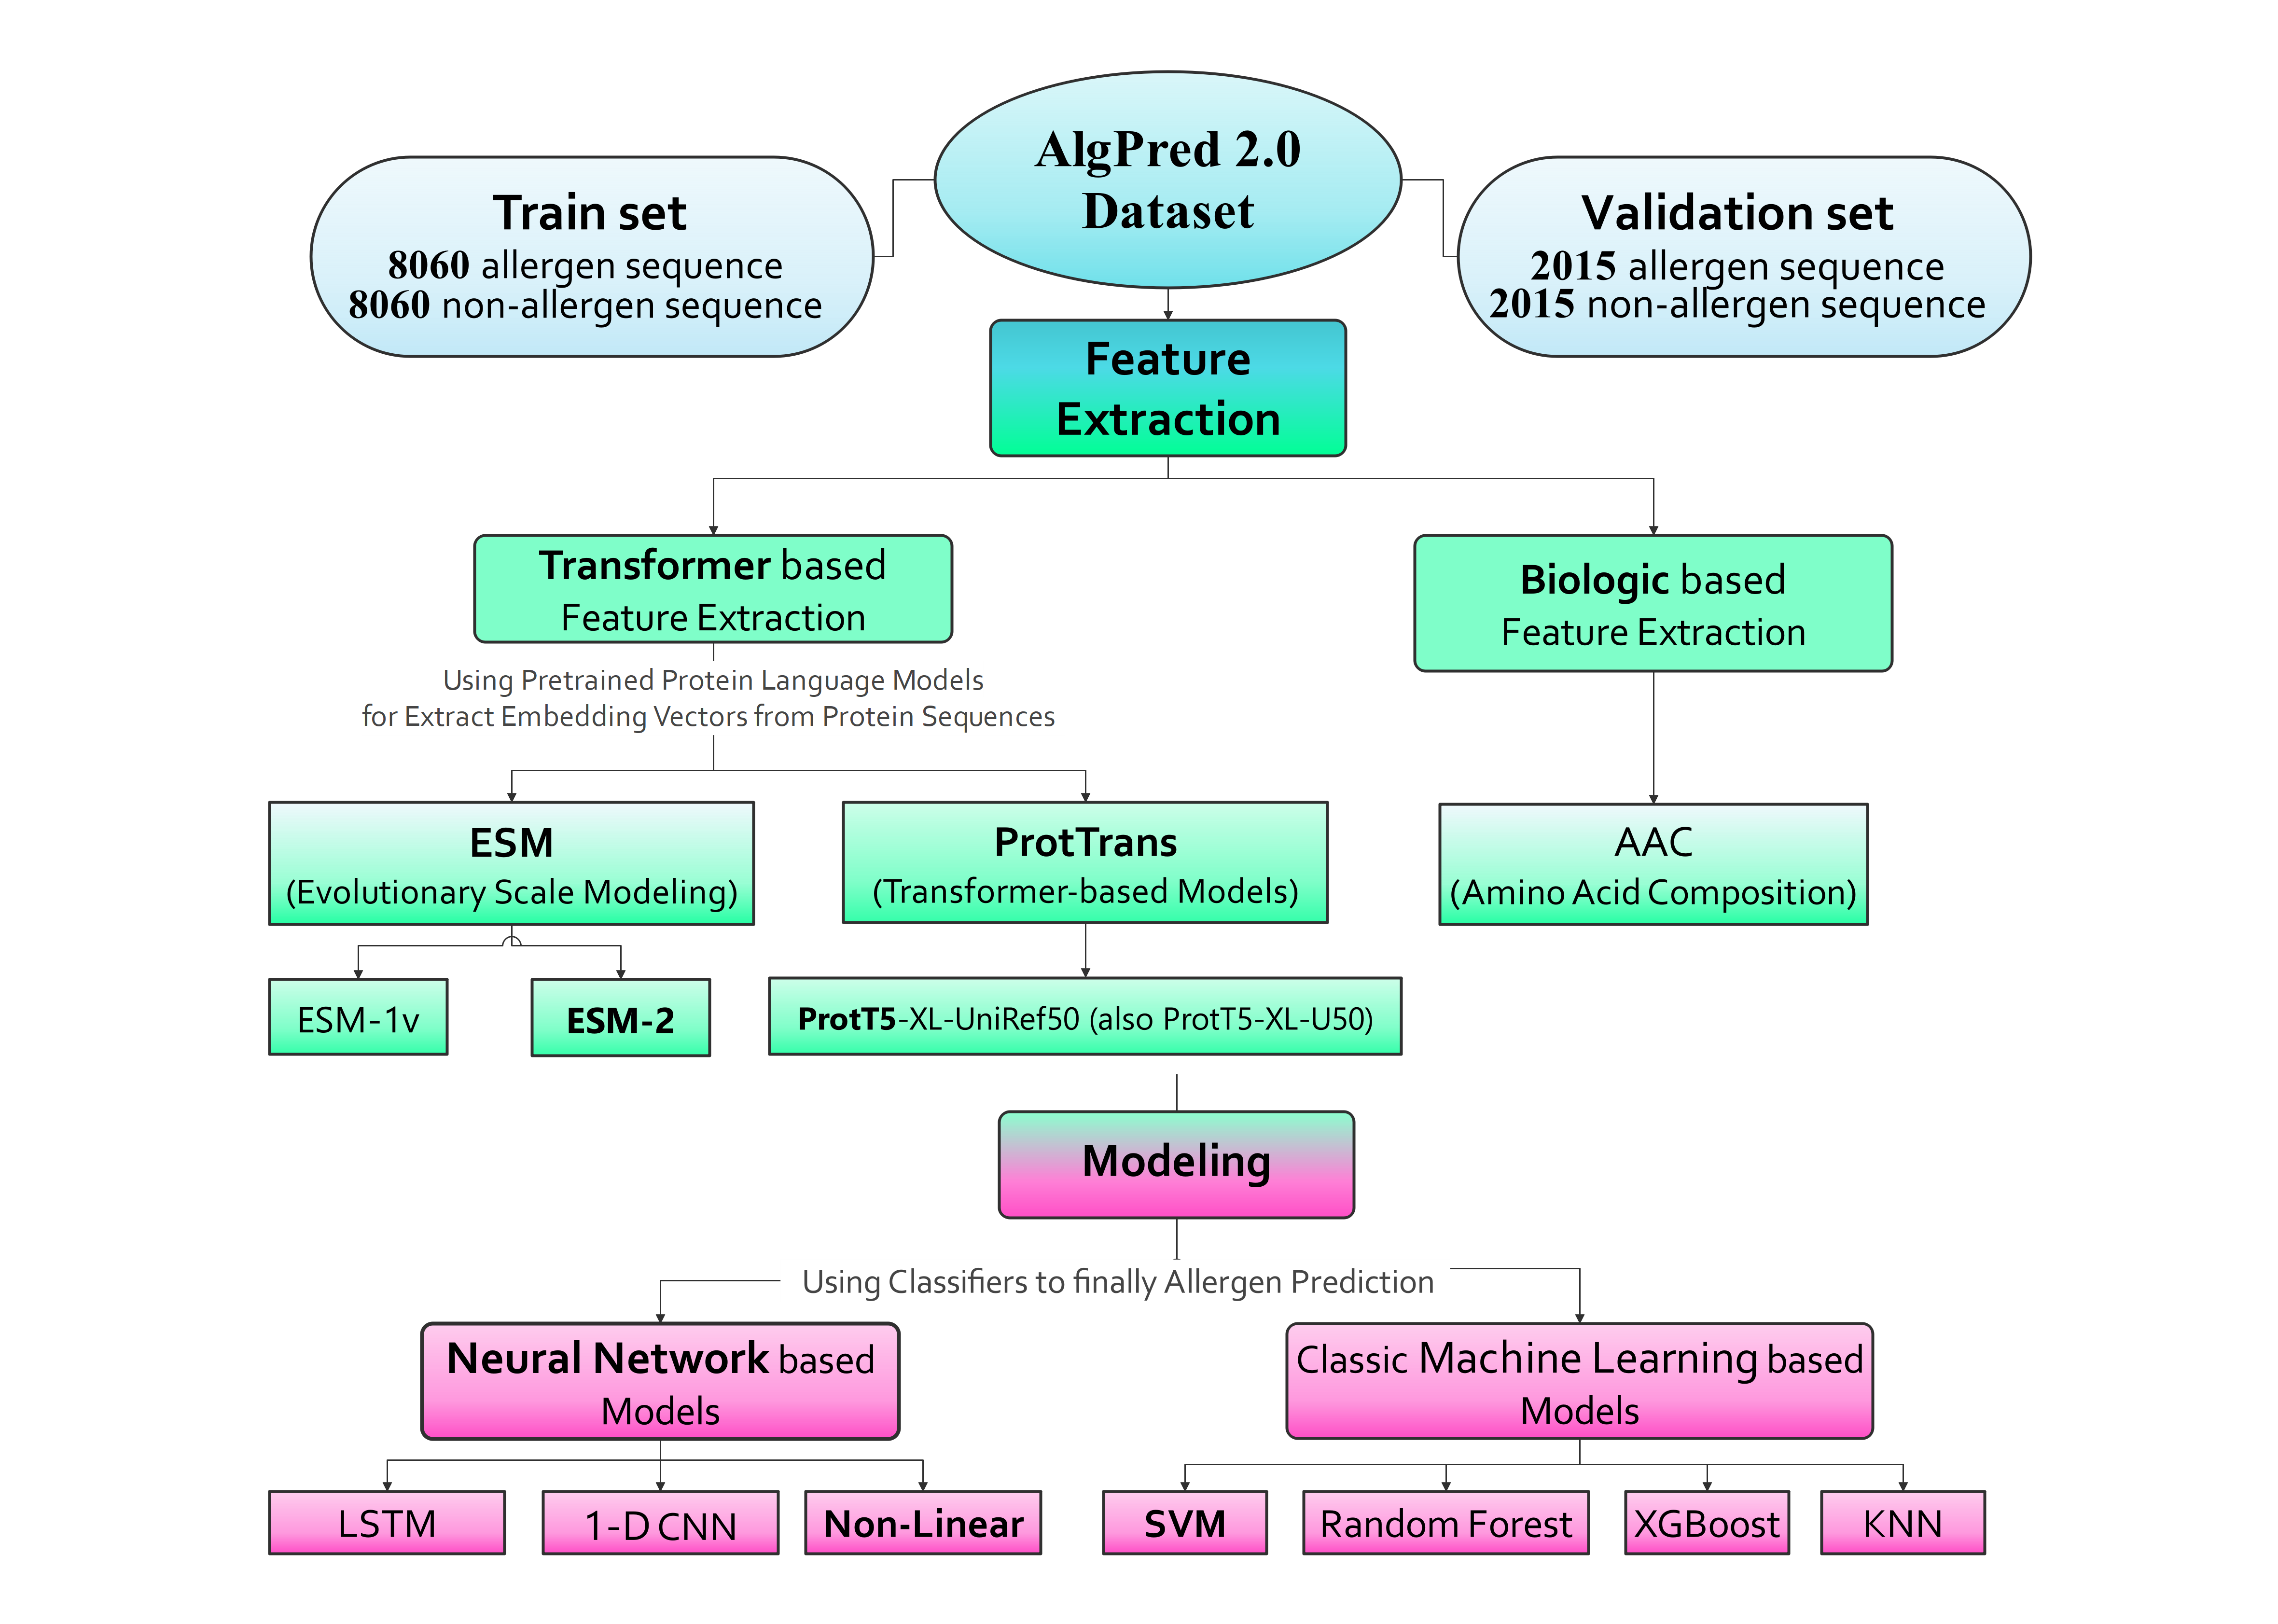 AlgPred 2.0
Dataset
Train set
8060 allergen sequence
8060 non-allergen sequence
Validation set
2015 allergen sequence
2015 non-allergen sequence
Feature
Extraction
Transformer based
Feature Extraction
Biologic based
Feature Extraction
Using Pretrained Protein Language Models
for Extract Embedding Vectors from Protein Sequences
ESM
(Evolutionary Scale Modeling)
ProtTrans
(Transformer-based Models)
AAC
(Amino Acid Composition)
ESM-1v
ESM-2
ProtT5-XL-UniRef50 (also ProtT5-XL-U50)
Modeling
Using Classifiers to finally Allergen Prediction
Neural Network based
Models
Classic Machine Learning based
Models
LSTM
1-D CNN
Non-Linear
SVM
Random Forest
XGBoost
KNN